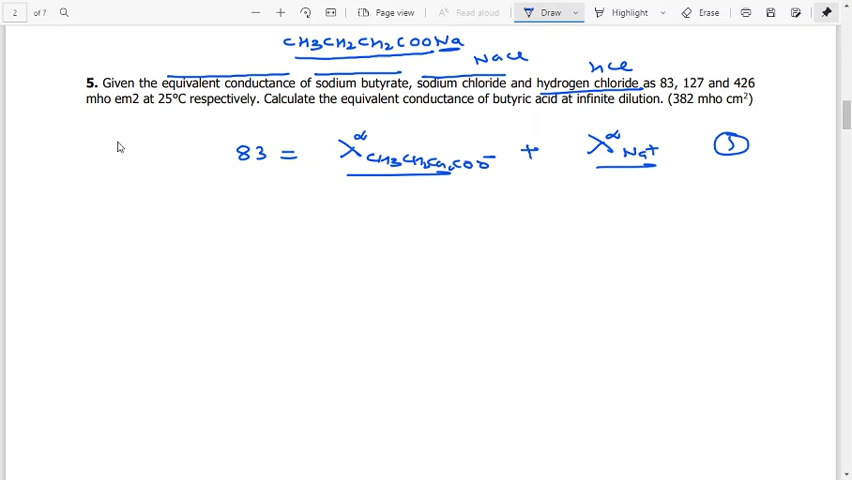 2 of 7 Page view Read aloud Draw Highlight Erase
CH3CH2CH2COONa
NaCl
HCl
5. Given the equivalent conductance of sodium butyrate, sodium chloride and hydrogen chloride as 83, 127 and 426
mho em2 at 25°C respectively. Calculate the equivalent conductance of butyric acid at infinite dilution. (382 mho cm²)
83 = λ∝CH3CH2CH2COO⁻ + λ∝Na+ ①